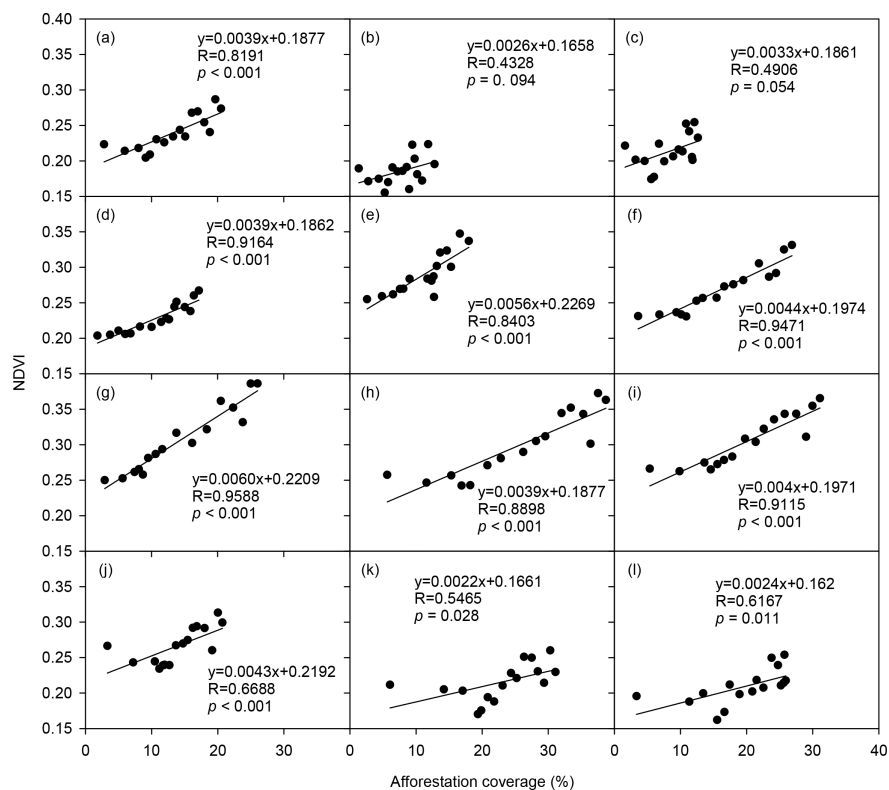 (a)
y=0.0039x+0.1877
R=0.8191
p < 0.001
(b)
y=0.0026x+0.1658
R=0.4328
p = 0. 094
(c)
y=0.0033x+0.1861
R=0.4906
p = 0.054
0.40
0.35
0.30
0.25
0.20
0.15
(d)
y=0.0039x+0.1862
R=0.9164
p < 0.001
(e)
y=0.0056x+0.2269
R=0.8403
p < 0.001
(f)
y=0.0044x+0.1974
R=0.9471
p < 0.001
0.35
0.30
0.25
0.20
0.15
NDVI
(g)
y=0.0060x+0.2209
R=0.9588
p < 0.001
(h)
y=0.0039x+0.1877
R=0.8898
p < 0.001
(i)
y=0.004x+0.1971
R=0.9115
p < 0.001
0.35
0.30
0.25
0.20
0.15
(j)
y=0.0043x+0.2192
R=0.6688
p < 0.001
(k)
y=0.0022x+0.1661
R=0.5465
p = 0.028
(l)
y=0.0024x+0.162
R=0.6167
p = 0.011
0.35
0.30
0.25
0.20
0.15
0 10 20 30 0 10 20 30 0 10 20 30 40
Afforestation coverage (%)